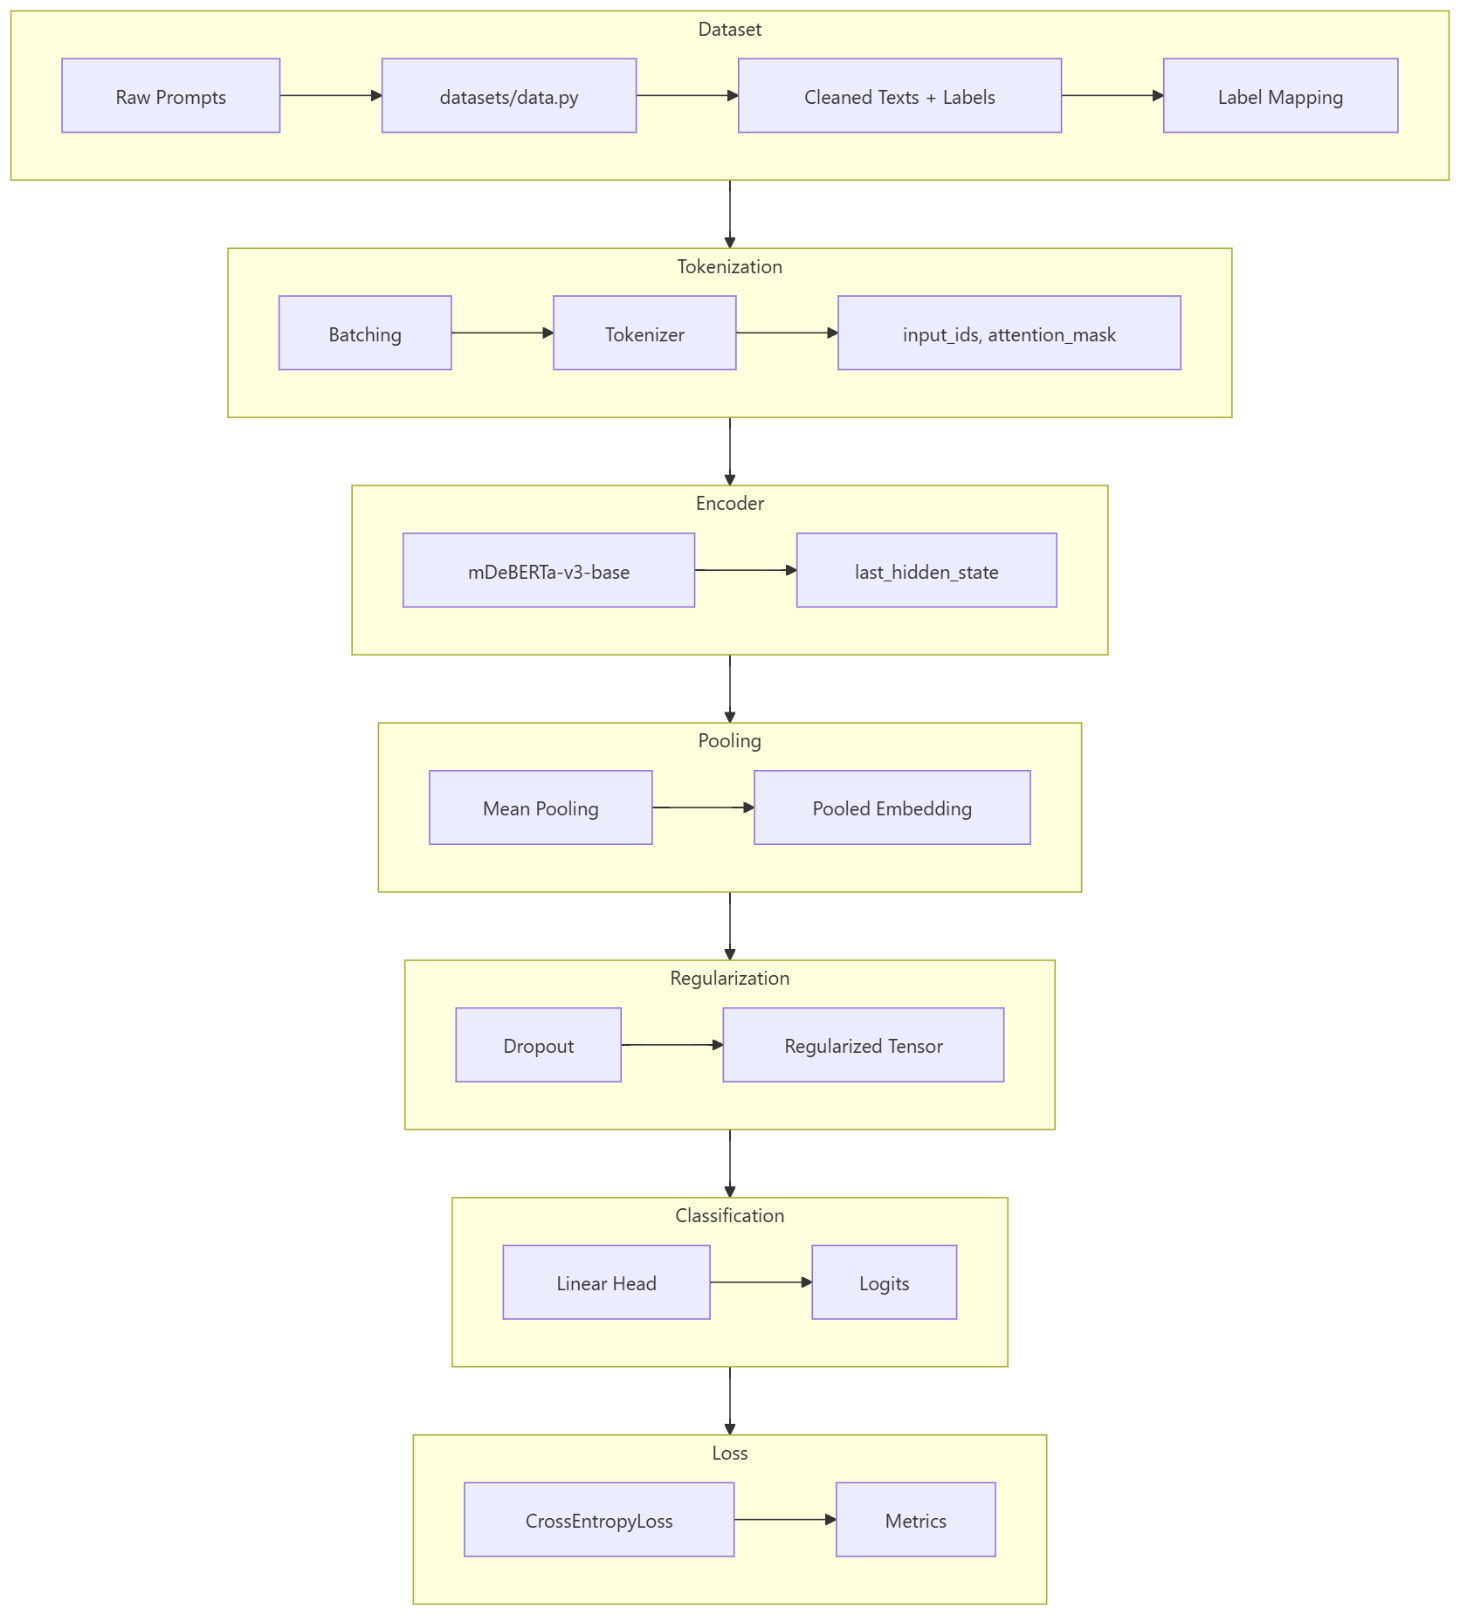 Dataset
Raw Prompts
datasets/data.py
Cleaned Texts + Labels
Label Mapping
Tokenization
Batching
Tokenizer
input_ids, attention_mask
Encoder
mDeBERTa-v3-base
last_hidden_state
Pooling
Mean Pooling
Pooled Embedding
Regularization
Dropout
Regularized Tensor
Classification
Linear Head
Logits
Loss
CrossEntropyLoss
Metrics